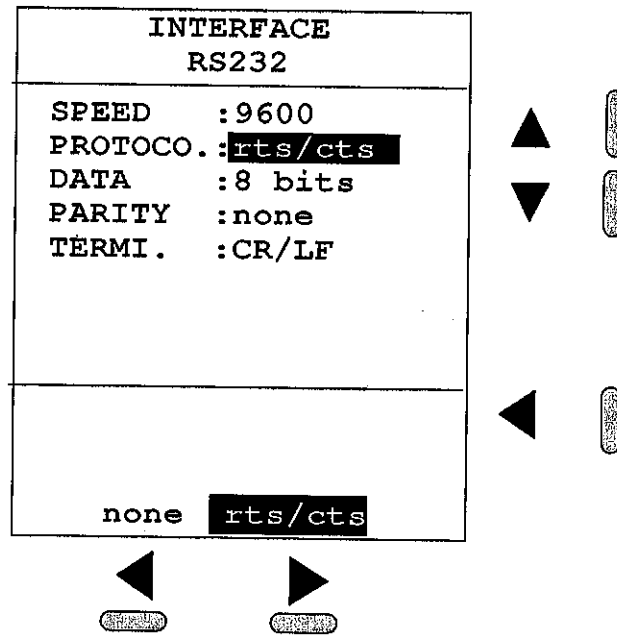 INTERFACE
RS232
SPEED :9600
PROTOCO.:rts/cts
DATA :8 bits
PARITY :none
TERMI. :CR/LF
none rts/cts